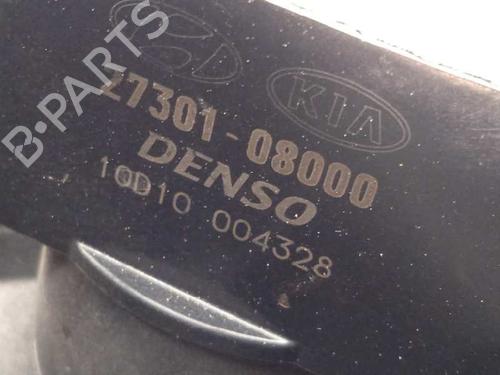 KIA
27301-08000
DENSO
10D10 004328
B-PARTS